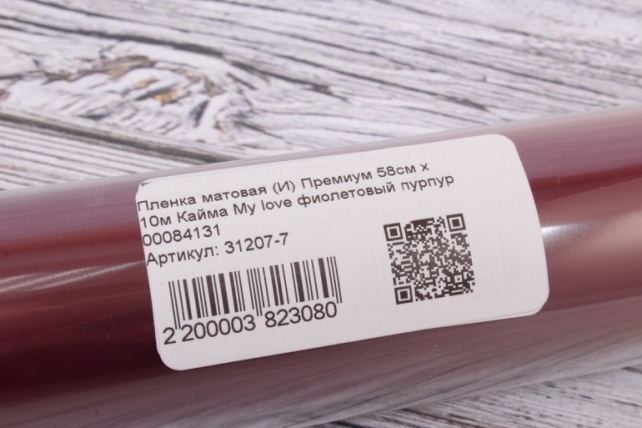 Пленка матовая (И) Премиум 58см х
10м Кайма My love фиолетовый пурпур
00084131
Артикул: 31207-7
2 200003 823080